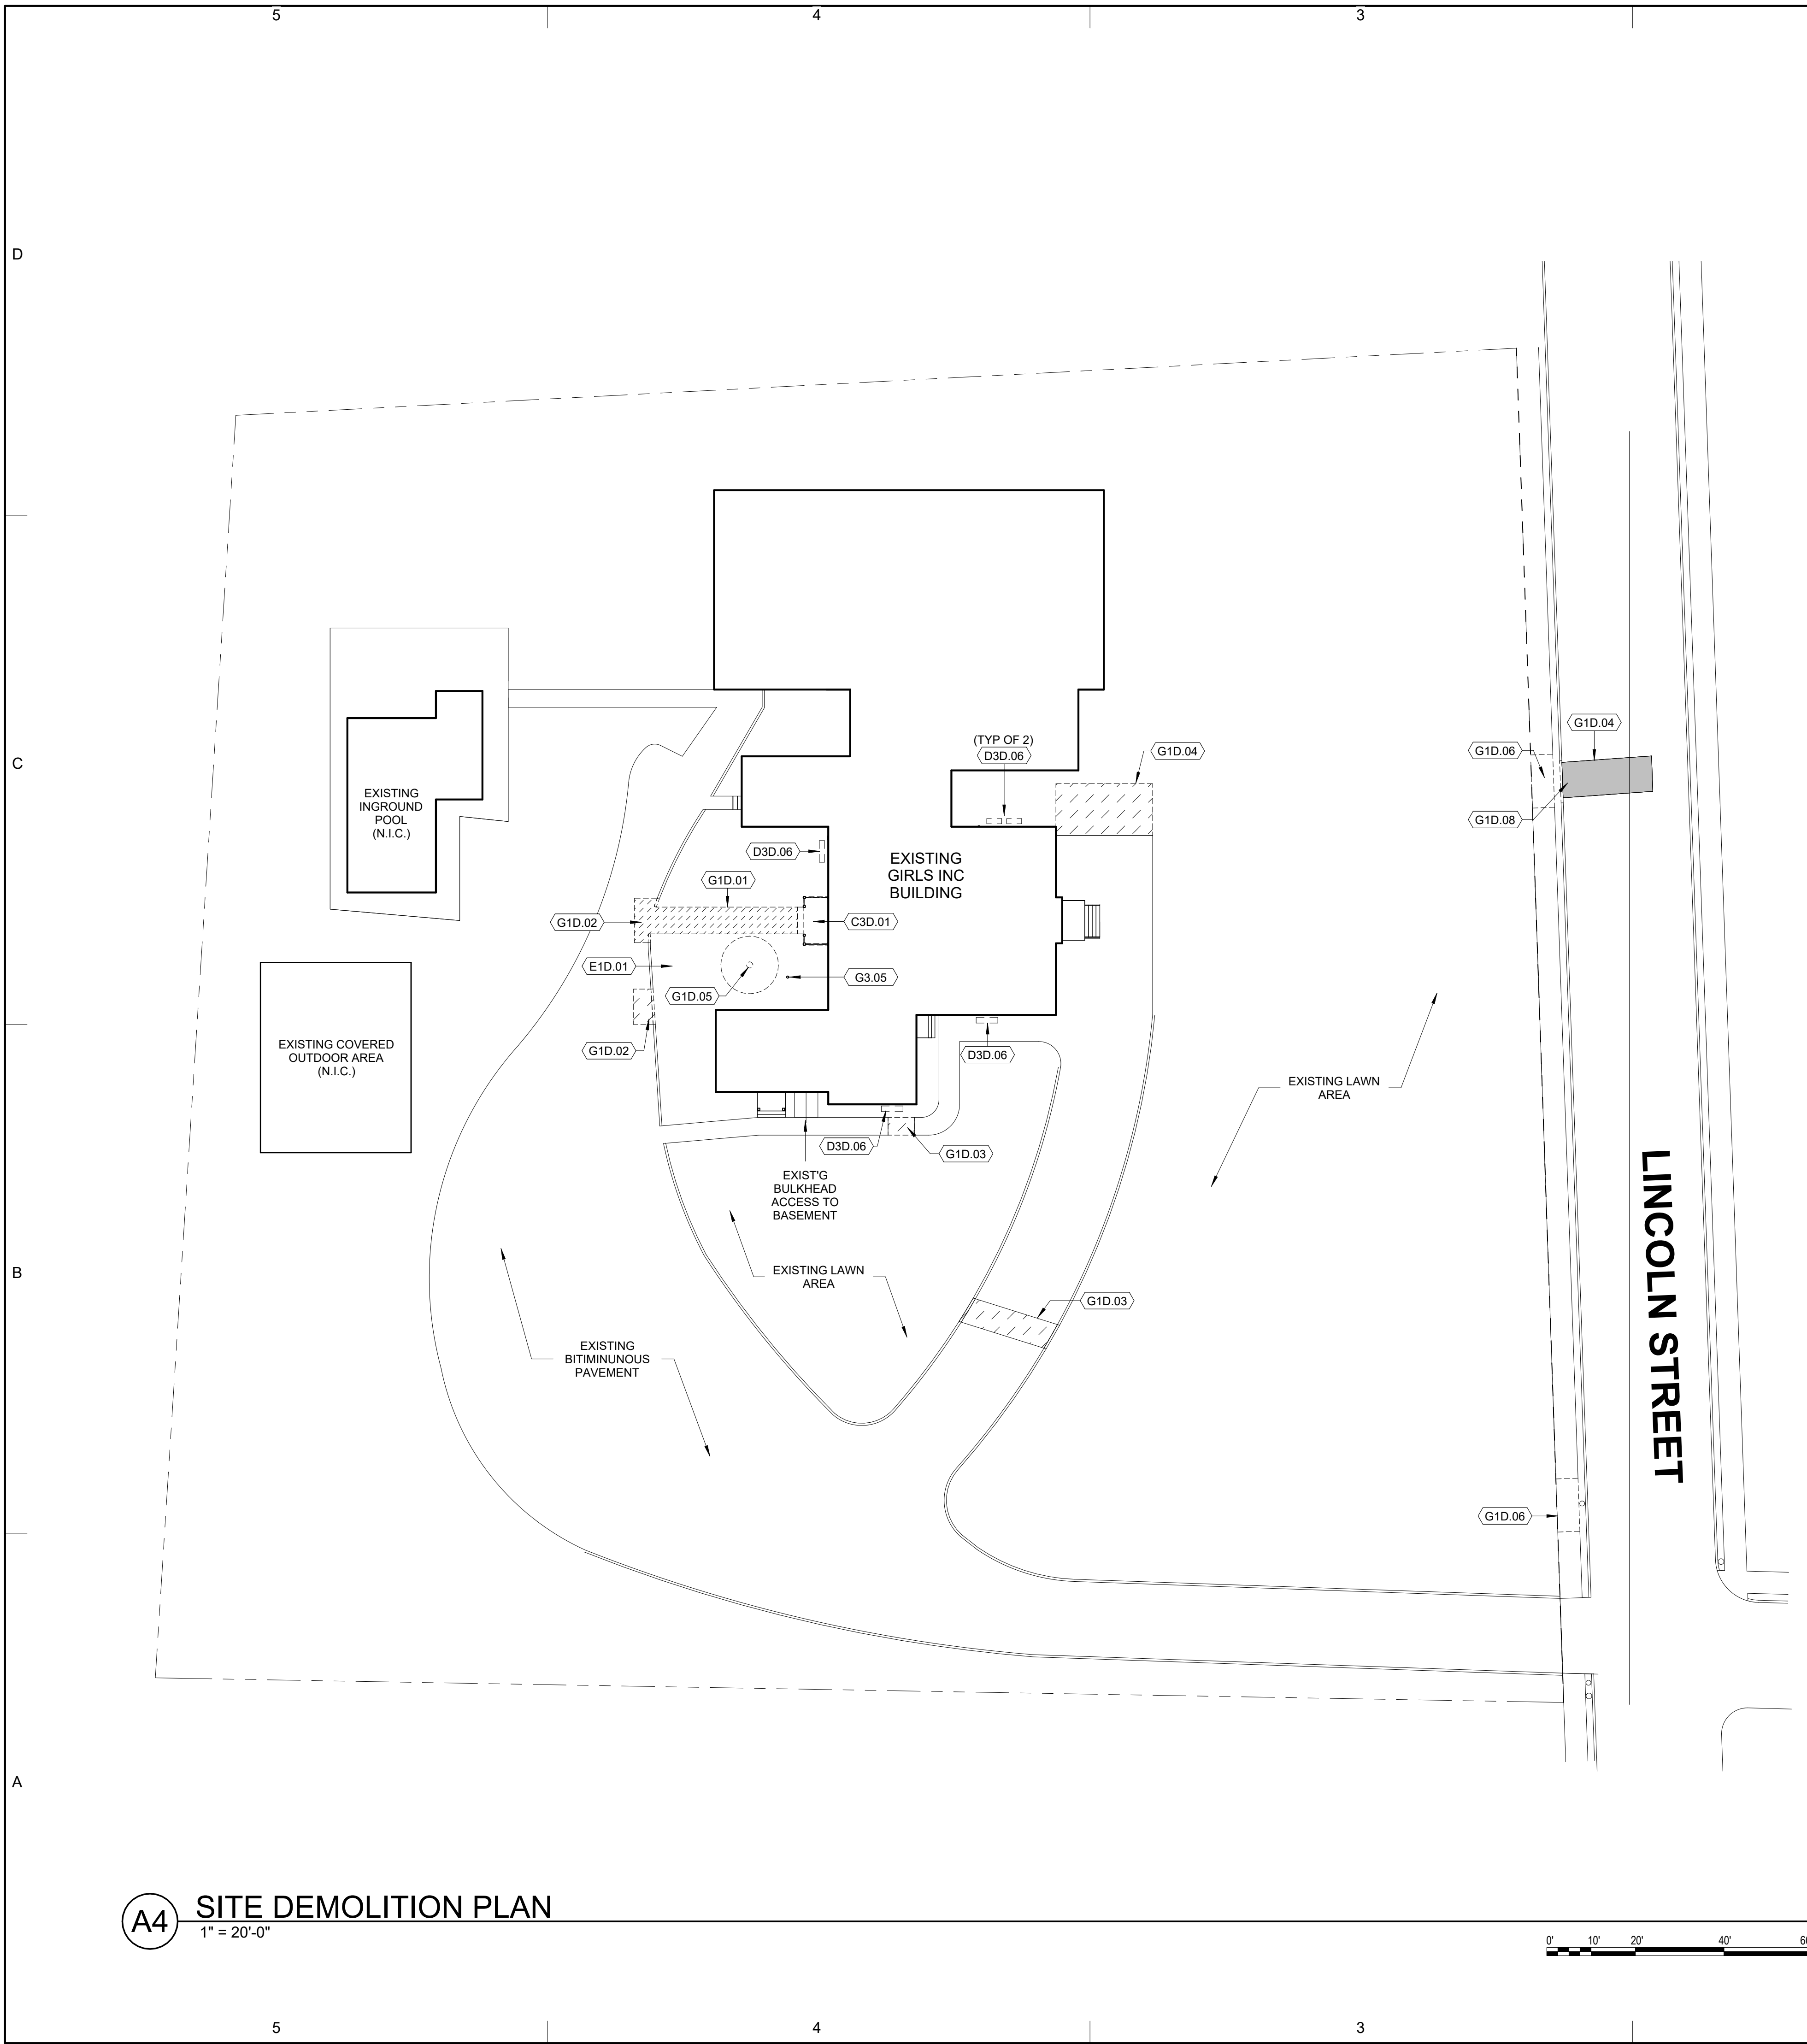 5
4
3
D
C
B
A
(TYP OF 2)
D3D.06
G1D.04
G1D.04
G1D.06
G1D.08
EXISTING
INGROUND
POOL
(N.I.C.)
D3D.06
EXISTING
GIRLS INC
BUILDING
G1D.01
G1D.02
C3D.01
E1D.01
G3.05
G1D.05
G1D.02
D3D.06
EXISTING COVERED
OUTDOOR AREA
(N.I.C.)
EXISTING LAWN
AREA
D3D.06
G1D.03
EXIST'G
BULKHEAD
ACCESS TO
BASEMENT
EXISTING LAWN
AREA
G1D.03
EXISTING
BITIMINUNOUS
PAVEMENT
LINCOLN STREET
G1D.06
A4
SITE DEMOLITION PLAN
1" = 20'-0"
0' 10' 20' 40'
5
4
3